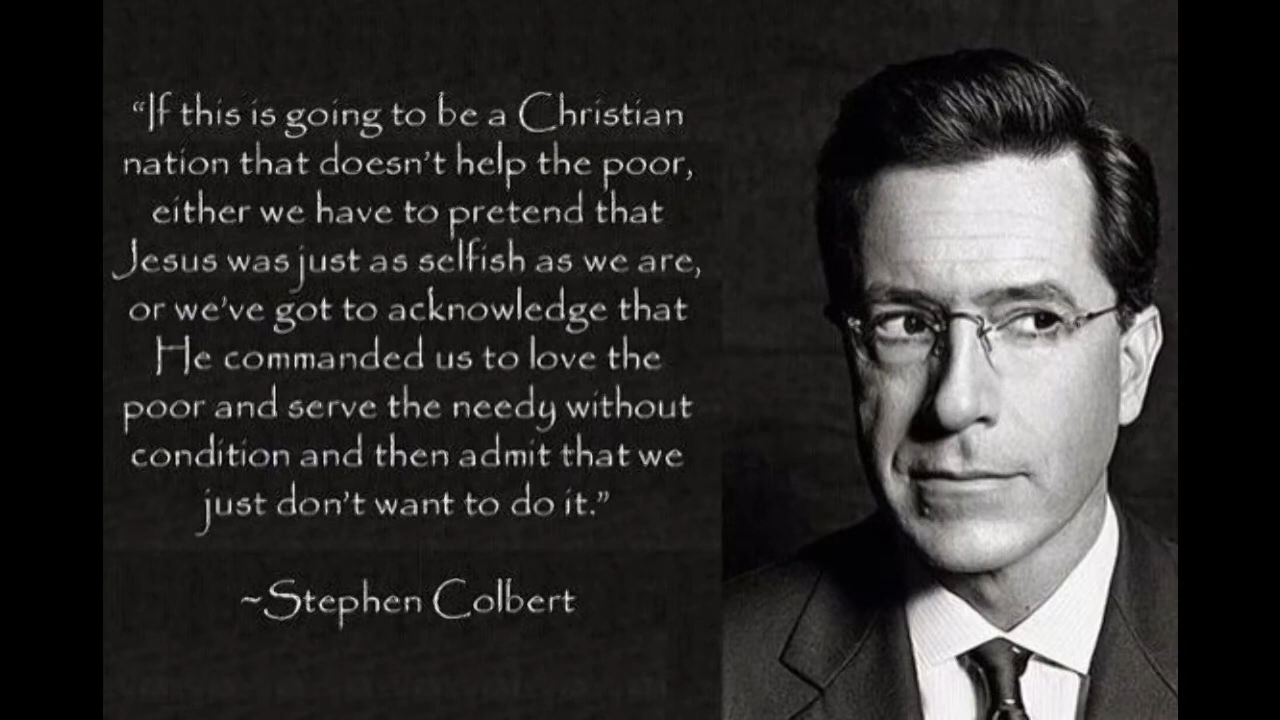 “If this is going to be a Christian
nation that doesn’t help the poor,
either we have to pretend that
Jesus was just as selfish as we are,
or we’ve got to acknowledge that
He commanded us to love the
poor and serve the needy without
condition and then admit that we
just don’t want to do it.”
~Stephen Colbert